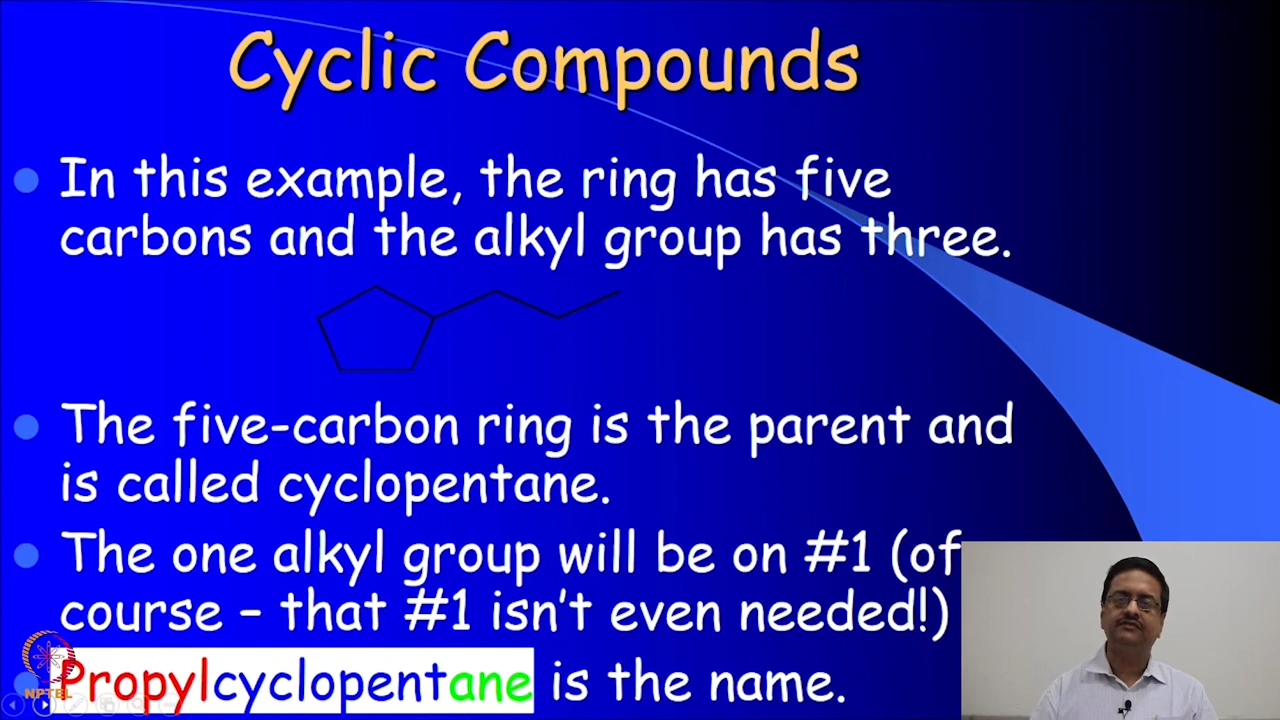 Cyclic Compounds
In this example, the ring has five
carbons and the alkyl group has three.
The five-carbon ring is the parent and
is called cyclopentane.
The one alkyl group will be on #1 (of
course – that #1 isn't even needed!)
Propylcyclopentane is the name.
NPTEL